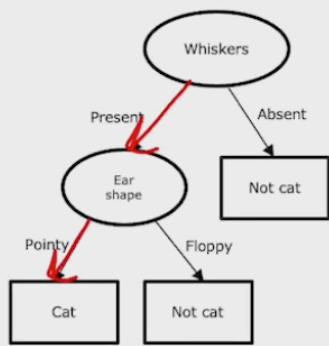 Whiskers
Present
Absent
Ear
shape
Not cat
Pointy
Floppy
Cat
Not cat